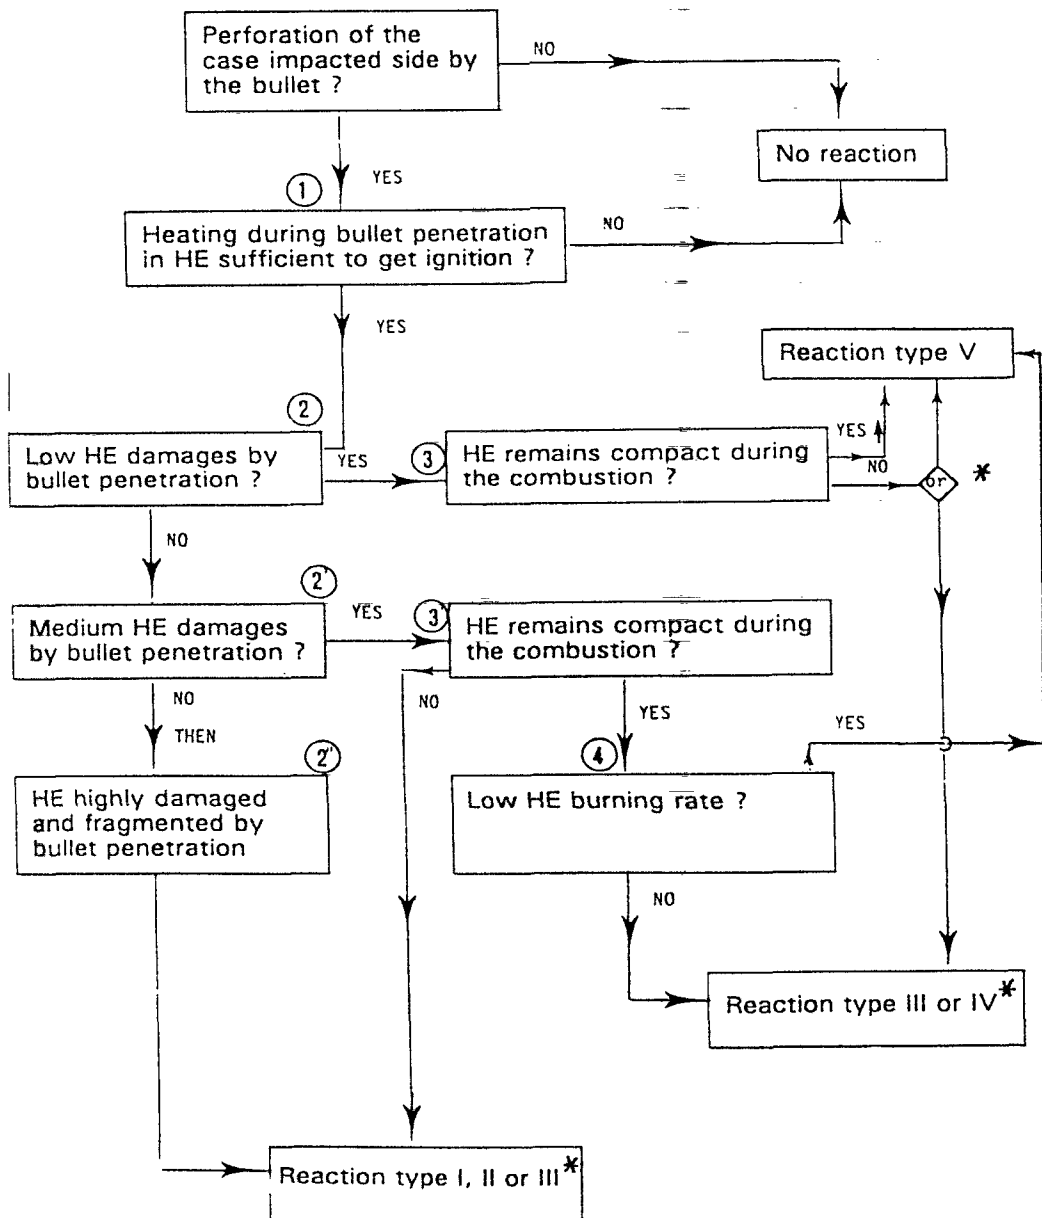 Perforation of the
case impacted side by
the bullet ?
NO
No reaction
YES
1
Heating during bullet penetration
in HE sufficient to get ignition ?
NO
YES
Reaction type V
2
Low HE damages by
bullet penetration ?
YES
3
HE remains compact during
the combustion ?
YES
NO
or
*
NO
2'
Medium HE damages
by bullet penetration ?
YES
3'
HE remains compact during
the combustion ?
NO
NO
THEN
YES
YES
2"
HE highly damaged
and fragmented by
bullet penetration
4
Low HE burning rate ?
NO
Reaction type III or IV*
Reaction type I, II or III*